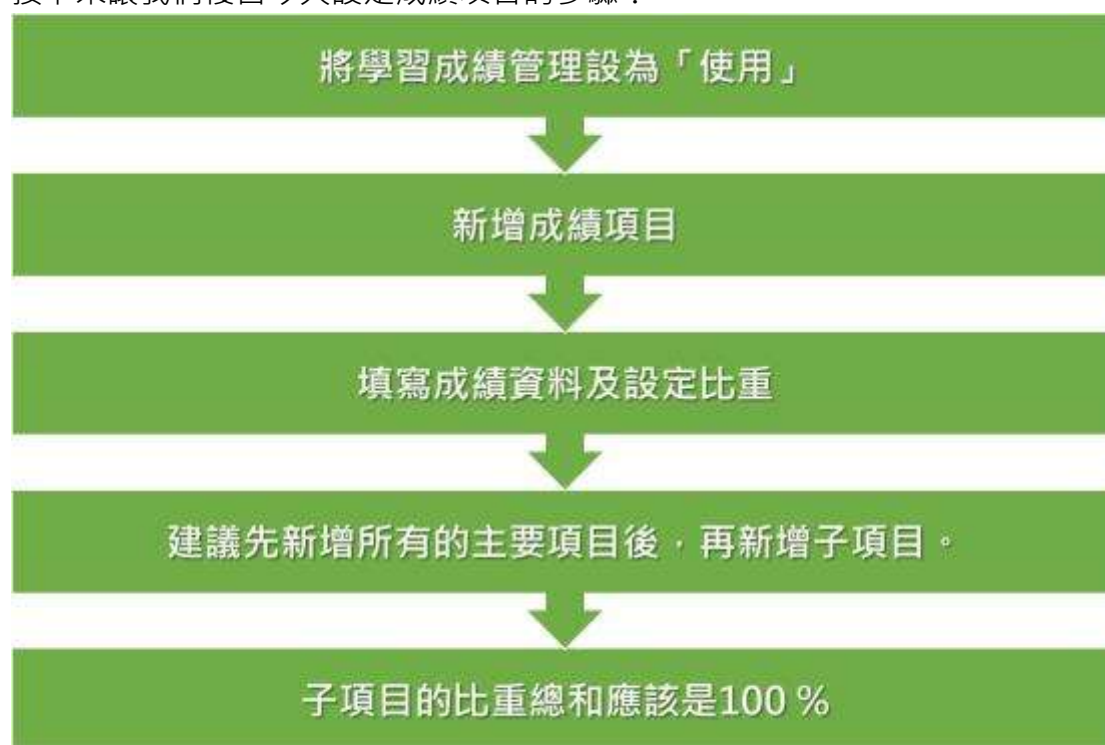 將學習成績管理設為「使用」
新增成績項目
填寫成績資料及設定比重
建議先新增所有的主要項目後，再新增子項目。
子項目的比重總和應該是100 %